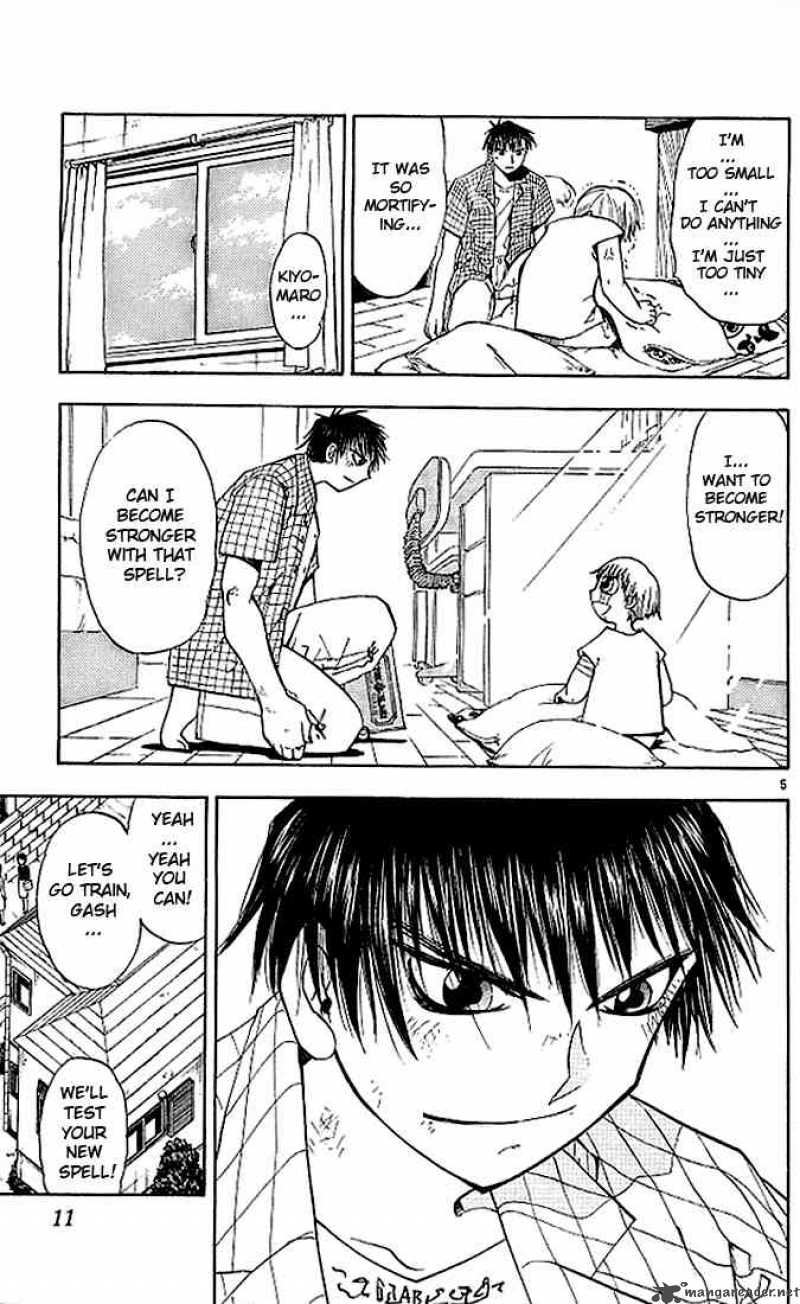 I'M
...
TOO SMALL
...
I CAN'T
DO ANYTHING
...
I'M JUST
TOO TINY
...
IT WAS
SO
MORTIFY-
ING...
KIYO-
MARO
...
I...
WANT TO
BECOME
STRONGER!
CAN I
BECOME
STRONGER
WITH THAT
SPELL?
5
YEAH
...
YEAH
YOU
CAN!
LET'S
GO TRAIN,
GASH
...
WE'LL
TEST
YOUR
NEW
SPELL!
11
mangareader.net